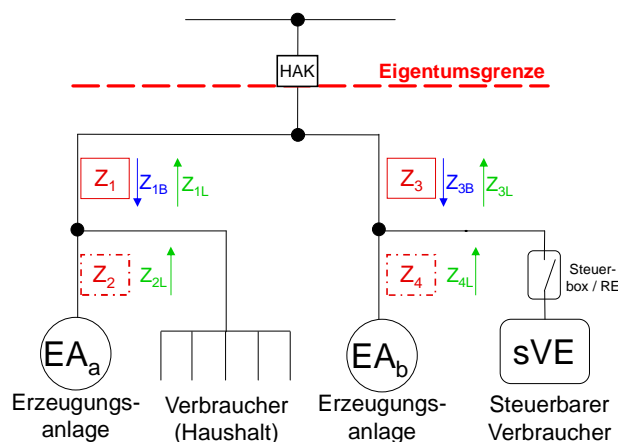 HAK
Eigentumsgrenze
Z1 Z1B Z1L
Z3 Z3B Z3L
Z2 Z2L
Z4 Z4L
Steuer-
box / RE
EAa
EAb
sVE
Erzeugungs-
anlage
Verbraucher
(Haushalt)
Erzeugungs-
anlage
Steuerbarer
Verbraucher